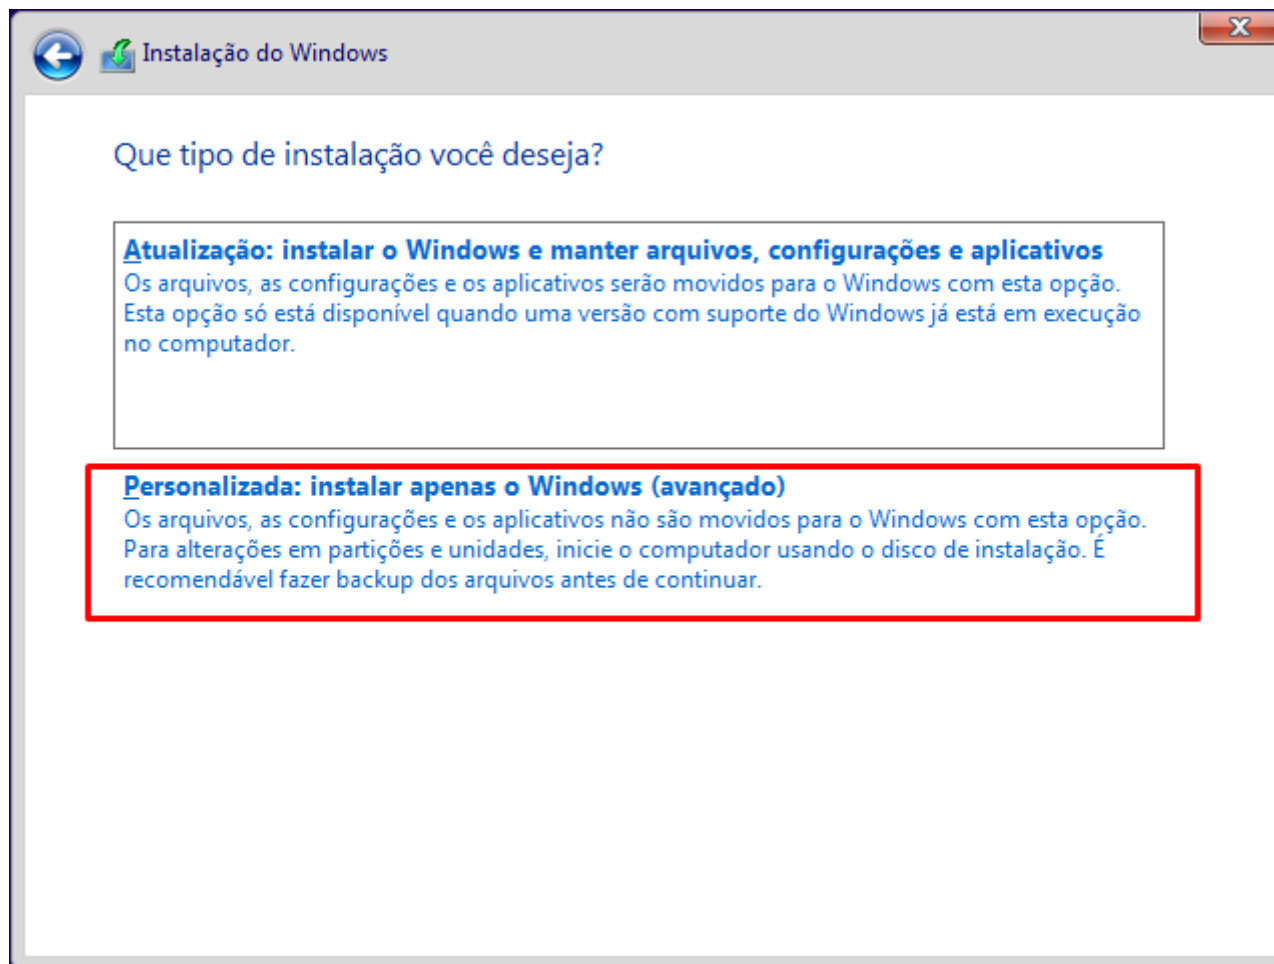 Instalação do Windows
Que tipo de instalação você deseja?
Atualização: instalar o Windows e manter arquivos, configurações e aplicativos
Os arquivos, as configurações e os aplicativos serão movidos para o Windows com esta opção.
Esta opção só está disponível quando uma versão com suporte do Windows já está em execução
no computador.
Personalizada: instalar apenas o Windows (avançado)
Os arquivos, as configurações e os aplicativos não são movidos para o Windows com esta opção.
Para alterações em partições e unidades, inicie o computador usando o disco de instalação. É
recomendável fazer backup dos arquivos antes de continuar.